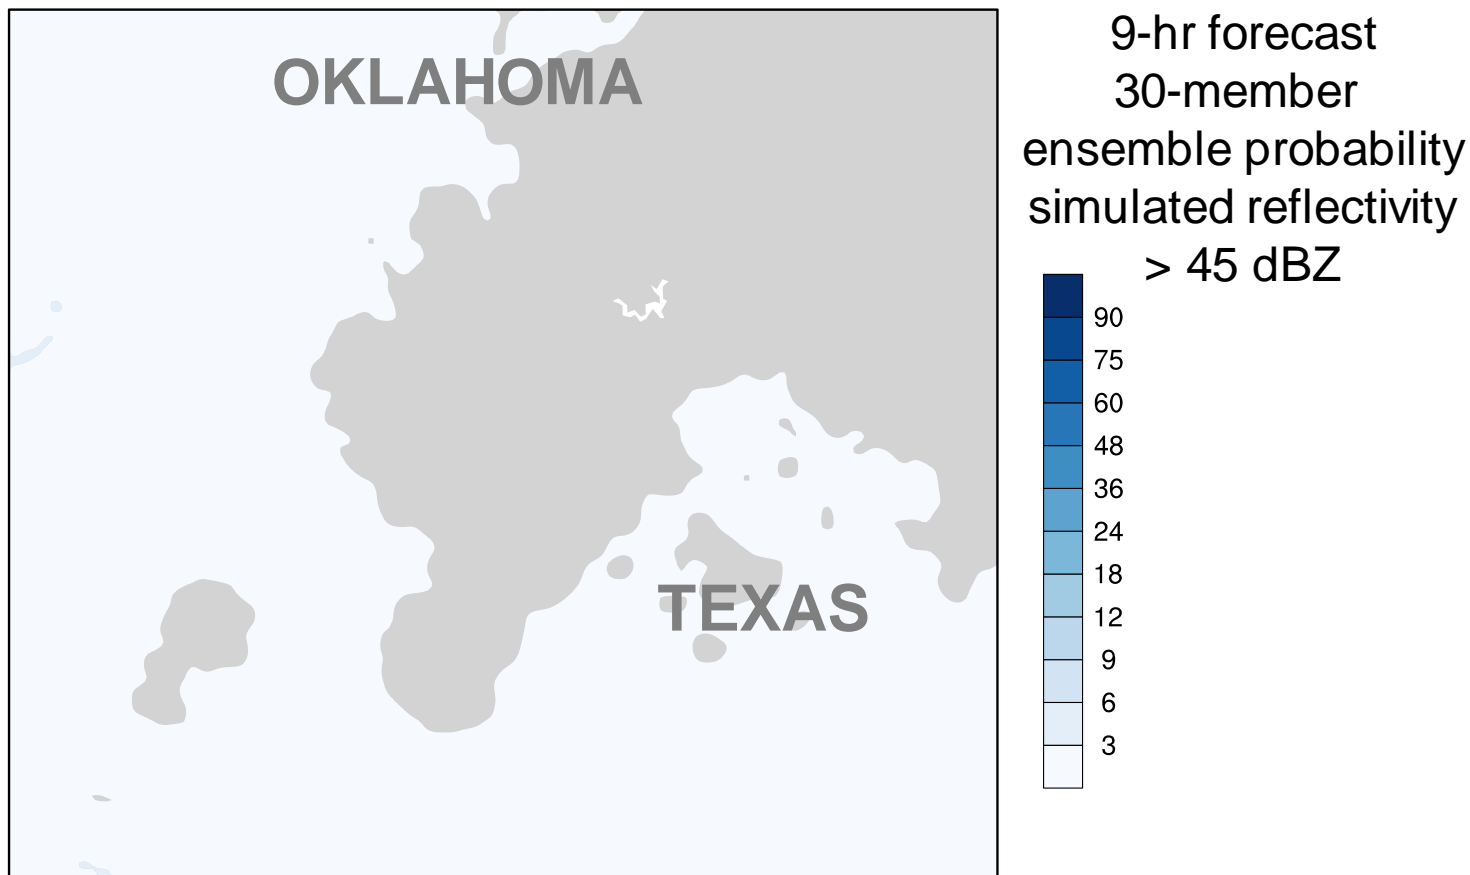 OKLAHOMA
TEXAS
9-hr forecast
30-member
ensemble probability
simulated reflectivity
> 45 dBZ
90
75
60
48
36
24
18
12
9
6
3